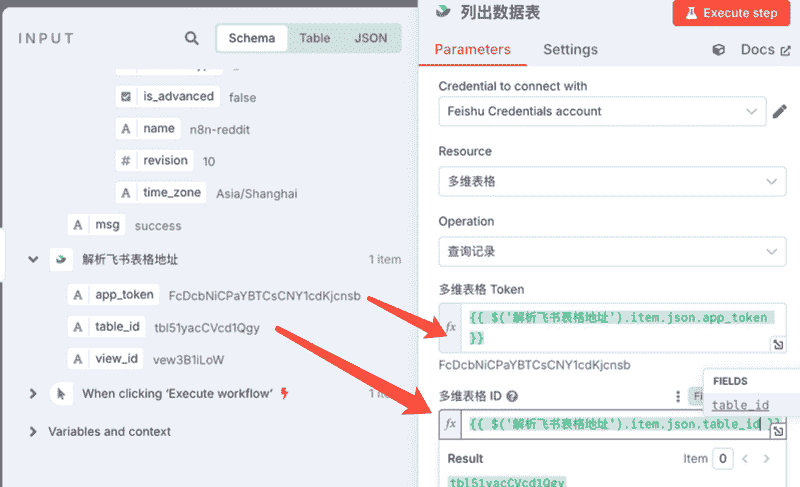 INPUT
Schema
Table
JSON
is_advanced
false
A name n8n-reddit
# revision 10
A time_zone Asia/Shanghai
A msg success
解析飞书表格地址 1 item
A app_token FcDcbNiCPaYBTCsCNY1cdKjcnsb
A table_id tbl51yacCVcd1Qgy
A view_id vew3B1iLoW
When clicking ‘Execute workflow’
Variables and context
列出数据表
Execute step
Parameters
Settings
Docs
Credential to connect with
Feishu Credentials account
Resource
多维表格
Operation
查询记录
多维表格 Token
fx {{ $('解析飞书表格地址').item.json.app_token
}}
FcDcbNiCPaYBTCsCNY1cdKjcnsb
多维表格 ID
FIELDS
table_id
fx {{ $('解析飞书表格地址').item.json.table_id }}
Result
Item 0
tbl51yacCVcd1Qgy